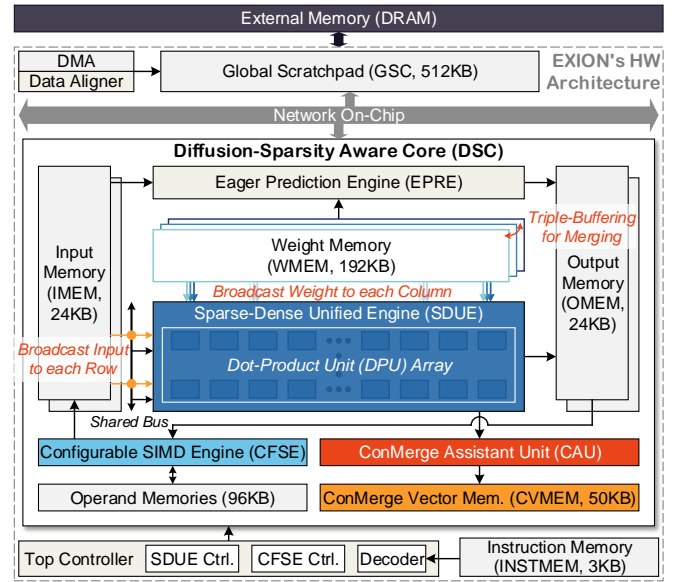 External Memory (DRAM)
DMA
Data Aligner
Global Scratchpad (GSC, 512KB)
EXION's HW
Architecture
Network On-Chip
Diffusion-Sparsity Aware Core (DSC)
Eager Prediction Engine (EPRE)
Input
Memory
(IMEM,
24KB)
Weight Memory
(WMEM, 192KB)
Triple-Buffering
for Merging
Output
Memory
(OMEM,
24KB)
Broadcast Weight to each Column
Sparse-Dense Unified Engine (SDUE)
Broadcast Input
to each Row
Dot-Product Unit (DPU) Array
Shared Bus
Configurable SIMD Engine (CFSE)
ConMerge Assistant Unit (CAU)
Operand Memories (96KB)
ConMerge Vector Mem. (CVMEM, 50KB)
Top Controller
SDUE Ctrl.
CFSE Ctrl.
Decoder
Instruction Memory
(INSTMEM, 3KB)